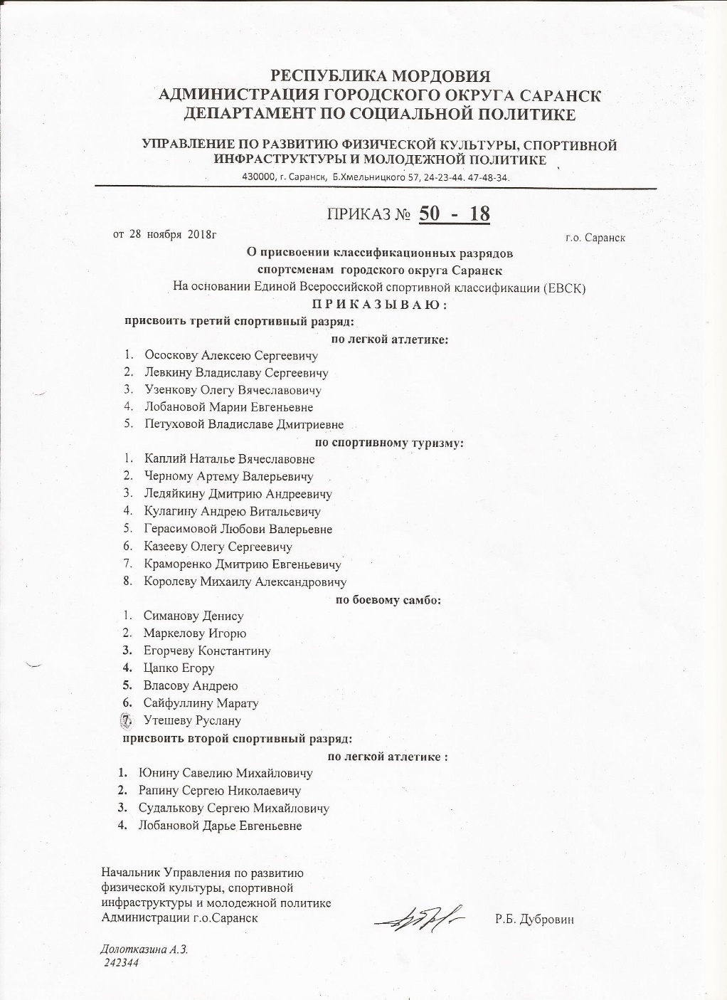 РЕСПУБЛИКА МОРДОВИЯ
АДМИНИСТРАЦИЯ ГОРОДСКОГО ОКРУГА САРАНСК
ДЕПАРТАМЕНТ ПО СОЦИАЛЬНОЙ ПОЛИТИКЕ
УПРАВЛЕНИЕ ПО РАЗВИТИЮ ФИЗИЧЕСКОЙ КУЛЬТУРЫ, СПОРТИВНОЙ
ИНФРАСТРУКТУРЫ И МОЛОДЕЖНОЙ ПОЛИТИКЕ
430000, г. Саранск, Б.Хмельницкого 57, 24-23-44. 47-48-34.
ПРИКАЗ № 50 - 18
от 28 ноября 2018г
г.о. Саранск
О присвоении классификационных разрядов
спортсменам городского округа Саранск
На основании Единой Всероссийской спортивной классификации (ЕВСК)
П Р И К А З Ы В А Ю :
присвоить третий спортивный разряд:
по легкой атлетике:
1. Ососкову Алексею Сергеевичу
2. Левкину Владиславу Сергеевичу
3. Узенкову Олегу Вячеславовичу
4. Лобановой Марии Евгеньевне
5. Петуховой Владиславе Дмитриевне
по спортивному туризму:
1. Каплий Наталье Вячеславовне
2. Черному Артему Валерьевичу
3. Ледяйкину Дмитрию Андреевичу
4. Кулагину Андрею Витальевичу
5. Герасимовой Любови Валерьевне
6. Казееву Олегу Сергеевичу
7. Краморенко Дмитрию Евгеньевичу
8. Королеву Михаилу Александровичу
по боевому самбо:
1. Симанову Денису
2. Маркелову Игорю
3. Егорчеву Константину
4. Цапко Егору
5. Власову Андрею
6. Сайфуллину Марату
7. Утешеву Руслану
присвоить второй спортивный разряд:
по легкой атлетике :
1. Юнину Савелию Михайловичу
2. Рапину Сергею Николаевичу
3. Судалькову Сергею Михайловичу
4. Лобановой Дарье Евгеньевне
Начальник Управления по развитию
физической культуры, спортивной
инфраструктуры и молодежной политике
Администрации г.о.Саранск
Р.Б. Дубровин
Долотказина А.З.
242344